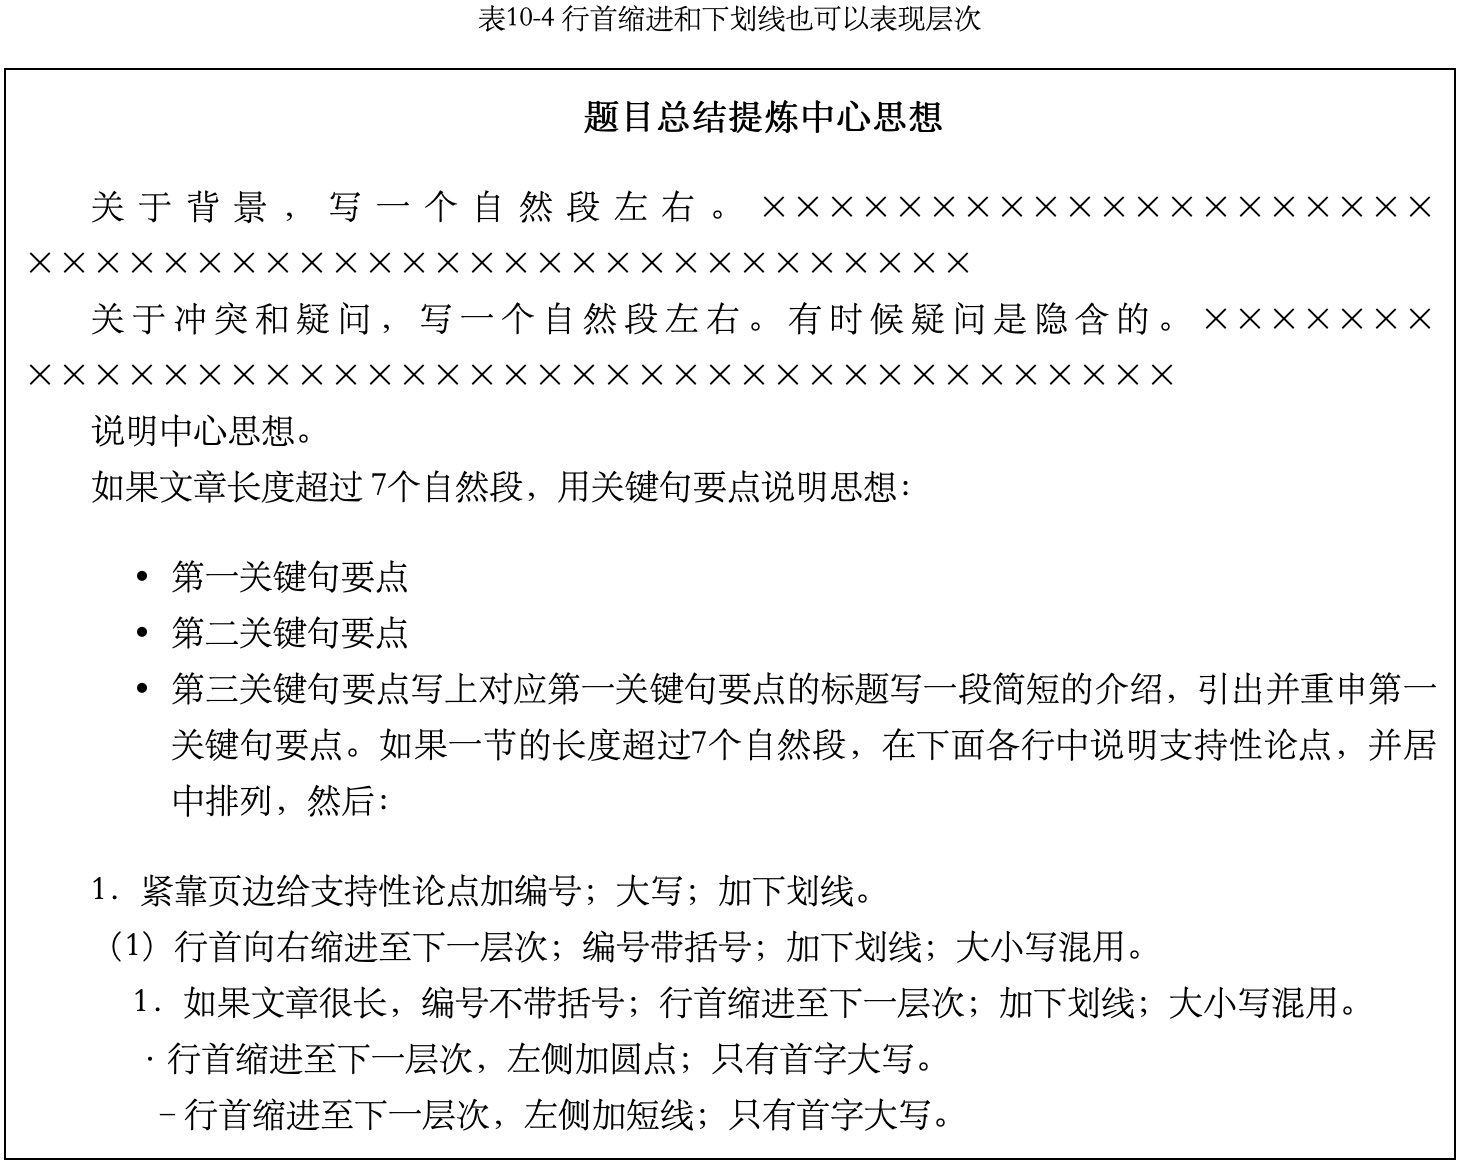 表10-4 行首缩进和下划线也可以表现层次
题目总结提炼中心思想
关于背景，写一个自然段左右。××××××××××××××××××××
××××××××××××××××××××××××××××
关于冲突和疑问，写一个自然段左右。有时候疑问是隐含的。×××××××
××××××××××××××××××××××××××××××××××
说明中心思想。
如果文章长度超过 7个自然段，用关键句要点说明思想：
• 第一关键句要点
• 第二关键句要点
• 第三关键句要点写上对应第一关键句要点的标题写一段简短的介绍，引出并重申第一
关键句要点。如果一节的长度超过7个自然段，在下面各行中说明支持性论点，并居
中排列，然后：
1．紧靠页边给支持性论点加编号；大写；加下划线。
（1）行首向右缩进至下一层次；编号带括号；加下划线；大小写混用。
1．如果文章很长，编号不带括号；行首缩进至下一层次；加下划线；大小写混用。
· 行首缩进至下一层次，左侧加圆点；只有首字大写。
– 行首缩进至下一层次，左侧加短线；只有首字大写。